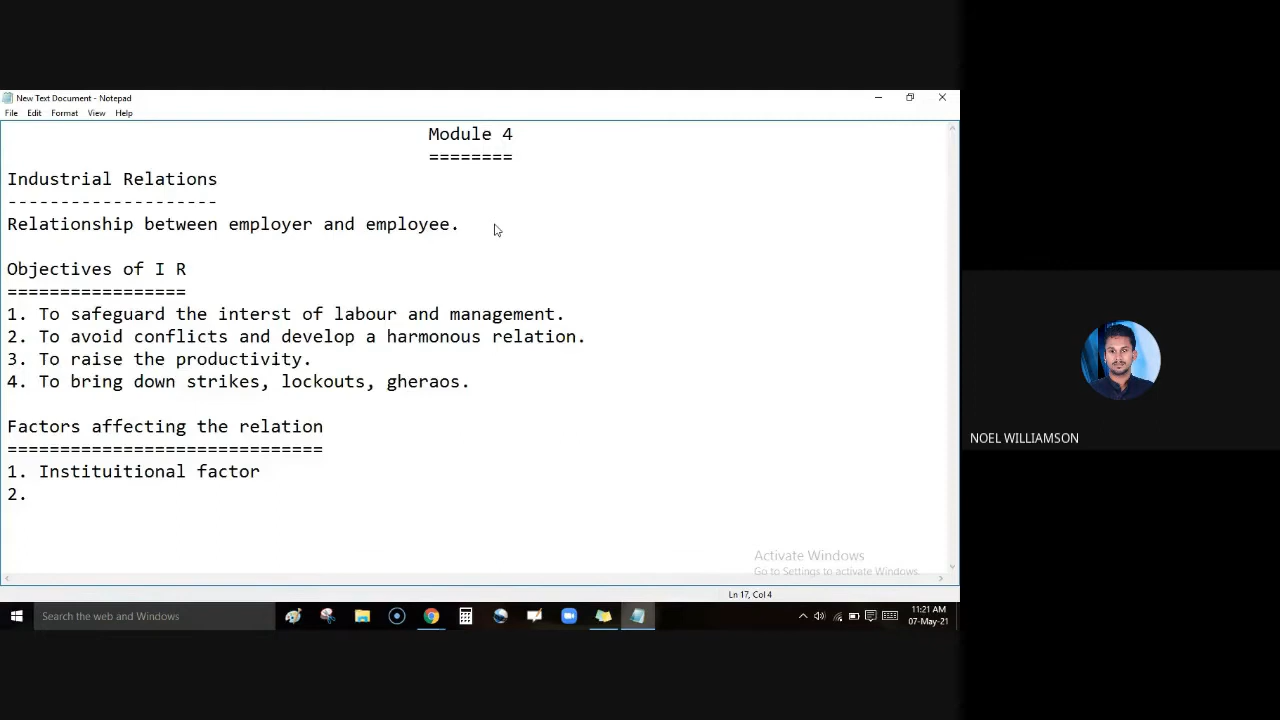 New Text Document - Notepad
File Edit Format View Help
Module 4
========
Industrial Relations
--------------------
Relationship between employer and employee.
Objectives of I R
=================
1. To safeguard the interst of labour and management.
2. To avoid conflicts and develop a harmonous relation.
3. To raise the productivity.
4. To bring down strikes, lockouts, gheraos.
Factors affecting the relation
==============================
1. Instituitional factor
2.
NOEL WILLIAMSON
Activate Windows
Go to Settings to activate Windows.
Ln 17, Col 4
Search the web and Windows
11:21 AM
07-May-21